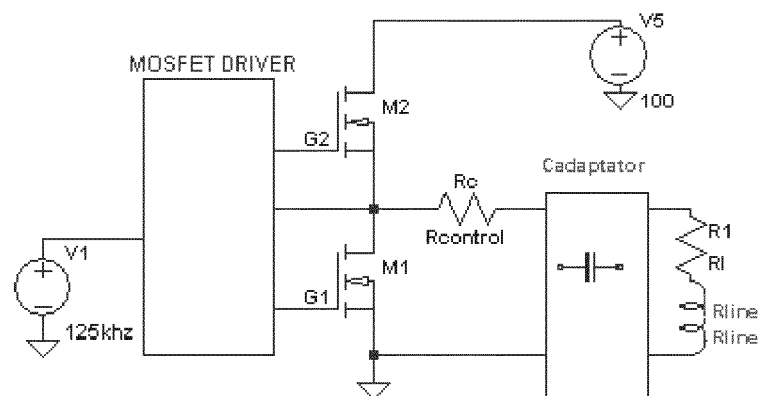 V5
MOSFET DRIVER
100
M2
G2
Cadaptator
Rc
R1
Rcontrol
V1
M1
Rl
G1
Rline
125khz
Rline